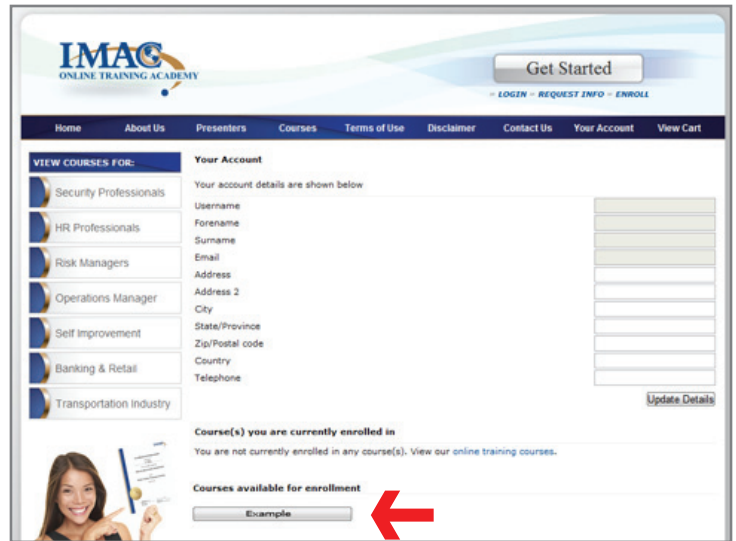 IMAC
ONLINE TRAINING ACADEMY
Get Started
LOGIN REQUEST INFO ENROLL
Home About Us Presenters Courses Terms of Use Disclaimer Contact Us Your Account View Cart
VIEW COURSES FOR:
Security Professionals
HR Professionals
Risk Managers
Operations Manager
Self Improvement
Banking & Retail
Transportation Industry
Your Account
Your account details are shown below
Username
Forename
Surname
Email
Address
Address 2
City
State/Province
Zip/Postal code
Country
Telephone
Update Details
Course(s) you are currently enrolled in
You are not currently enrolled in any course(s). View our online training courses.
Courses available for enrollment
Example